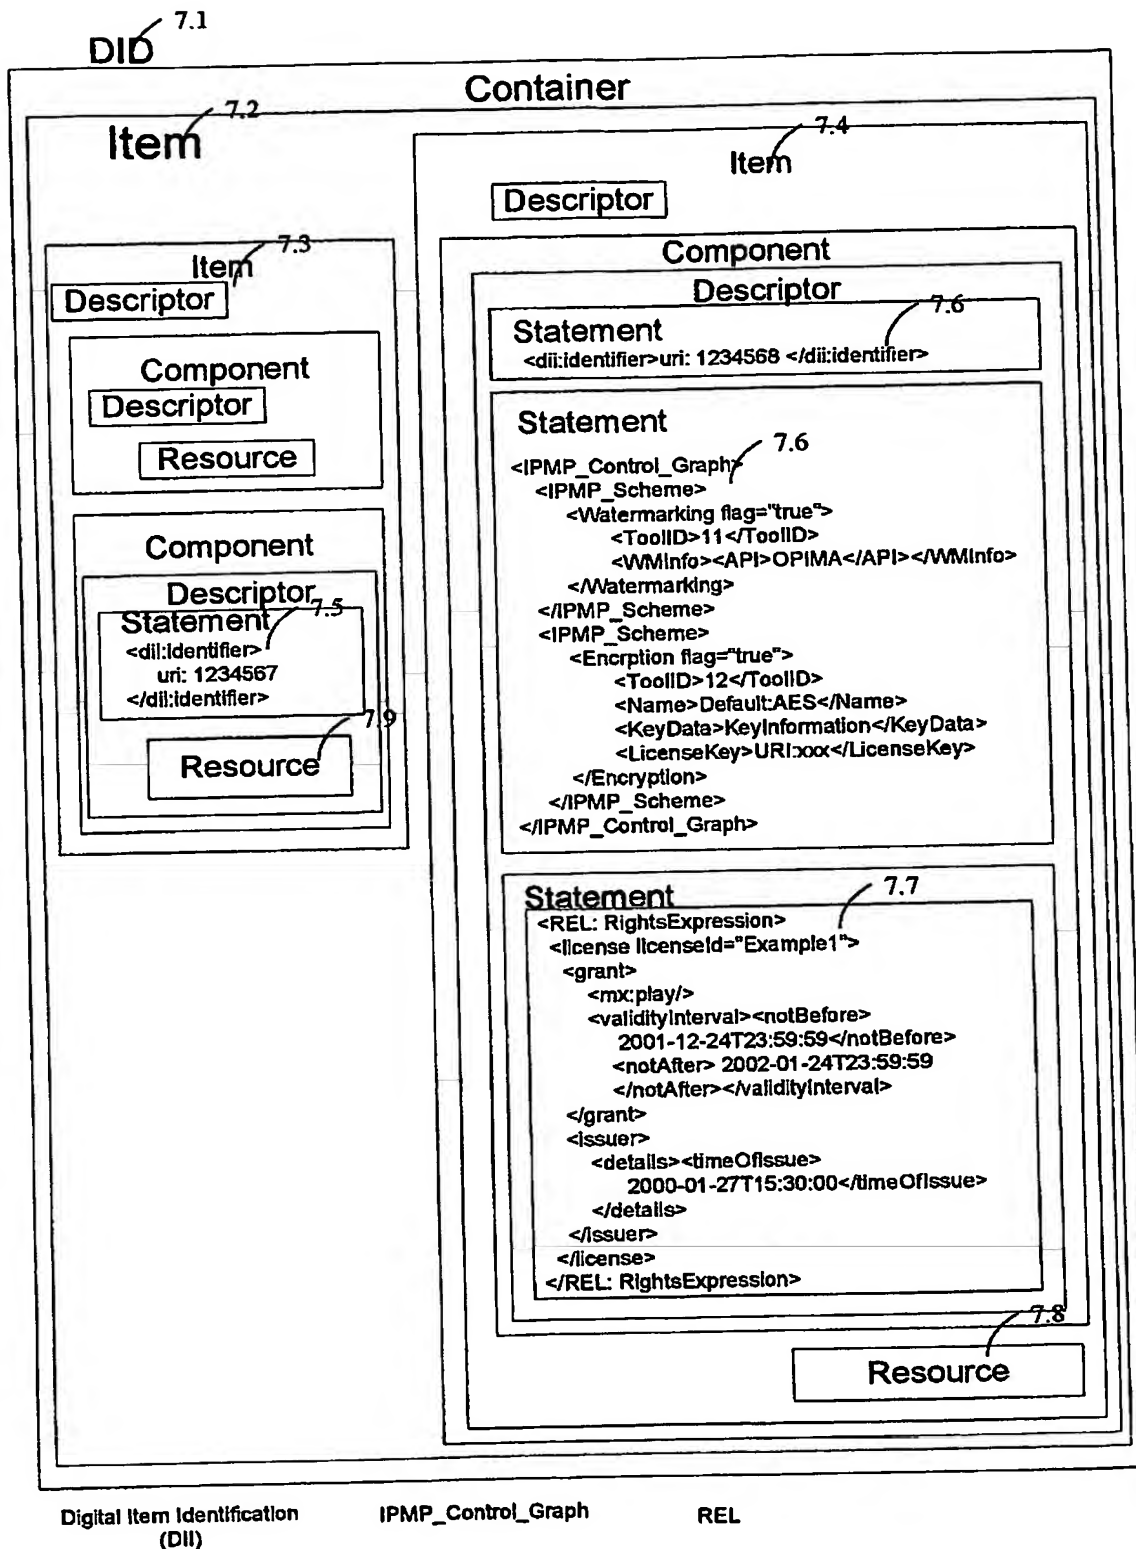 7.1
DID
Container
7.2
Item
7.3
Item
Descriptor
Component
Descriptor
Resource
Component
Descriptor
7.5
Statement
<dii:identifier>
uri: 1234567
</dii:identifier>
7.9
Resource
7.4
Item
Descriptor
Component
Descriptor
7.6
Statement
<dii:identifier>uri: 1234568 </dii:identifier>
Statement
7.6
<IPMP_Control_Graph>
<IPMP_Scheme>
<Watermarking flag="true">
<ToolID>11</ToolID>
<WMInfo><API>OPIMA</API></WMInfo>
</Watermarking>
</IPMP_Scheme>
<IPMP_Scheme>
<Encrption flag="true">
<ToolID>12</ToolID>
<Name>Default:AES</Name>
<KeyData>KeyInformation</KeyData>
<LicenseKey>URI:xxx</LicenseKey>
</Encryption>
</IPMP_Scheme>
</IPMP_Control_Graph>
Statement
7.7
<REL: RightsExpression>
<license licenseId="Example1">
<grant>
<mx:play/>
<validityInterval><notBefore>
2001-12-24T23:59:59</notBefore>
<notAfter> 2002-01-24T23:59:59
</notAfter></validityInterval>
</grant>
<issuer>
<details><timeOfIssue>
2000-01-27T15:30:00</timeOfIssue>
</details>
</issuer>
</license>
</REL: RightsExpression>
7.8
Resource
Digital Item Identification
(DII)
IPMP_Control_Graph
REL